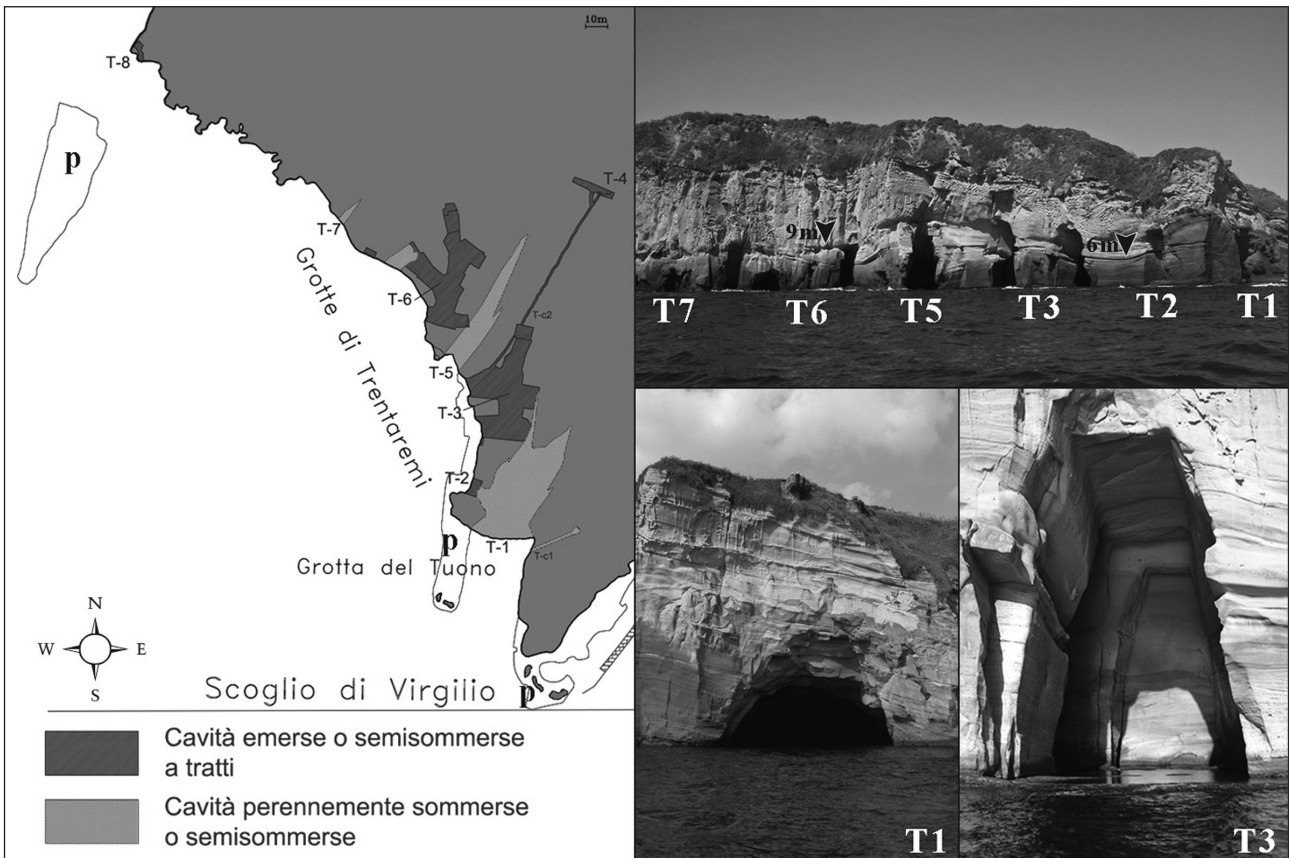 10m
T-8
p
T-4
T-7
Grotte di Trentaremi
T-6
T-c2
T-5
T-3
T-2
p
T-1
T-c1
Grotta del Tuono
N
W
E
S
Scoglio di Virgilio
p
Cavità emerse o semisommerse
a tratti
Cavità perennemente sommerse
o semisommerse
9m
6m
T7
T6
T5
T3
T2
T1
T1
T3